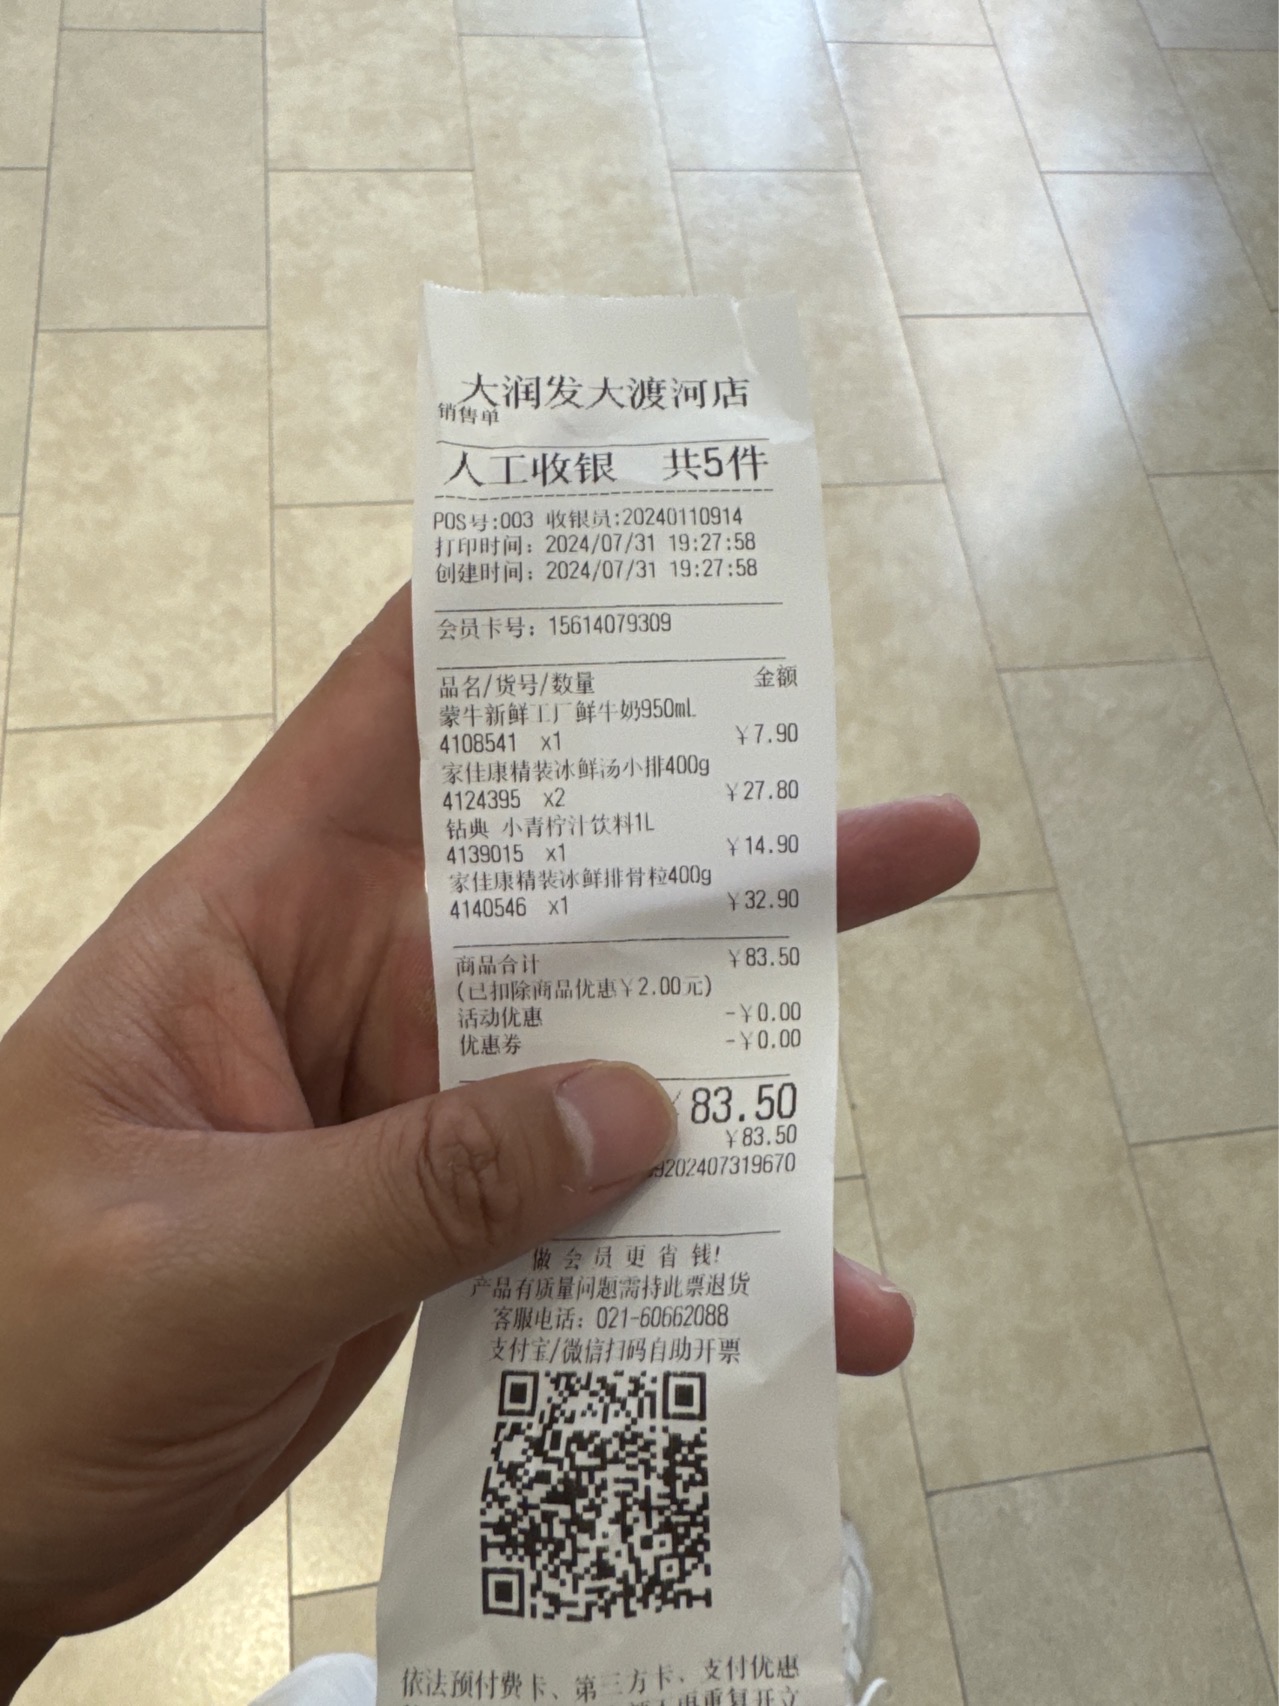 大润发大渡河店
销售单
人工收银 共5件
POS号:003 收银员:20240110914
打印时间: 2024/07/31 19:27:58
创建时间: 2024/07/31 19:27:58
会员卡号: 15614079309
品名/货号/数量 金额
蒙牛新鲜工厂鲜牛奶950mL
4108541 x1 ¥7.90
家佳康精装冰鲜汤小排400g
4124395 x2 ¥27.80
钻典 小青柠汁饮料1L
4139015 x1 ¥14.90
家佳康精装冰鲜排骨粒400g
4140546 x1 ¥32.90
商品合计 ¥83.50
(已扣除商品优惠¥2.00元)
活动优惠 -¥0.00
优惠券 -¥0.00
¥83.50
¥83.50
9202407319670
做会员更省钱!
产品有质量问题需持此票退货
客服电话: 021-60662088
支付宝/微信扫码自助开票
依法预付费卡、第三方卡、支付优惠
再重复开立